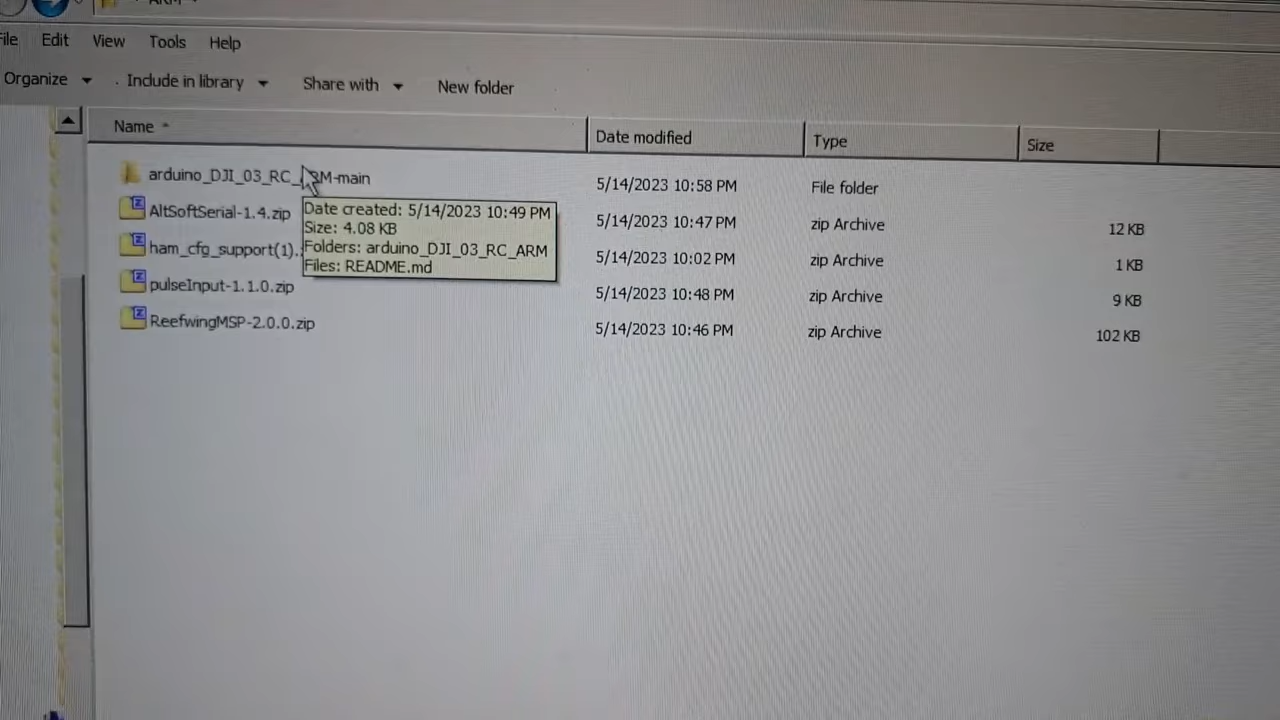 ARM
File Edit View Tools Help
Organize Include in library Share with New folder
Name Date modified Type Size
arduino_DJI_03_RC_ARM-main 5/14/2023 10:58 PM File folder
AltSoftSerial-1.4.zip 5/14/2023 10:47 PM zip Archive 12 KB
ham_cfg_support(1). 5/14/2023 10:02 PM zip Archive 1 KB
pulseInput-1.1.0.zip 5/14/2023 10:48 PM zip Archive 9 KB
ReefwingMSP-2.0.0.zip 5/14/2023 10:46 PM zip Archive 102 KB
Date created: 5/14/2023 10:49 PM
Size: 4.08 KB
Folders: arduino_DJI_03_RC_ARM
Files: README.md